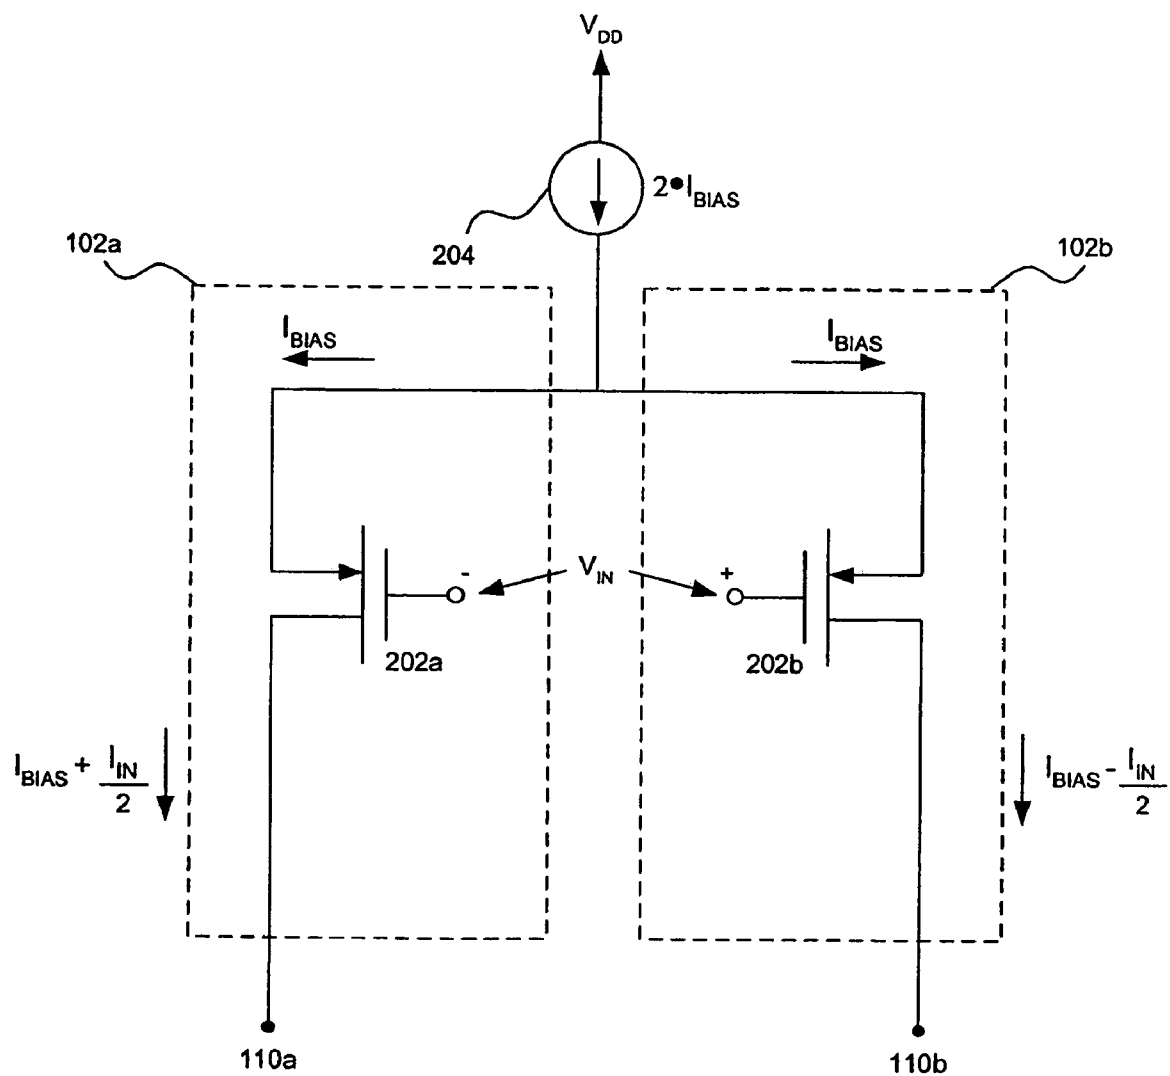 V_DD
2•I_BIAS
204
102a
102b
I_BIAS
I_BIAS
-
V_IN
+
202a
202b
I_BIAS + I_IN/2
I_BIAS - I_IN/2
110a
110b